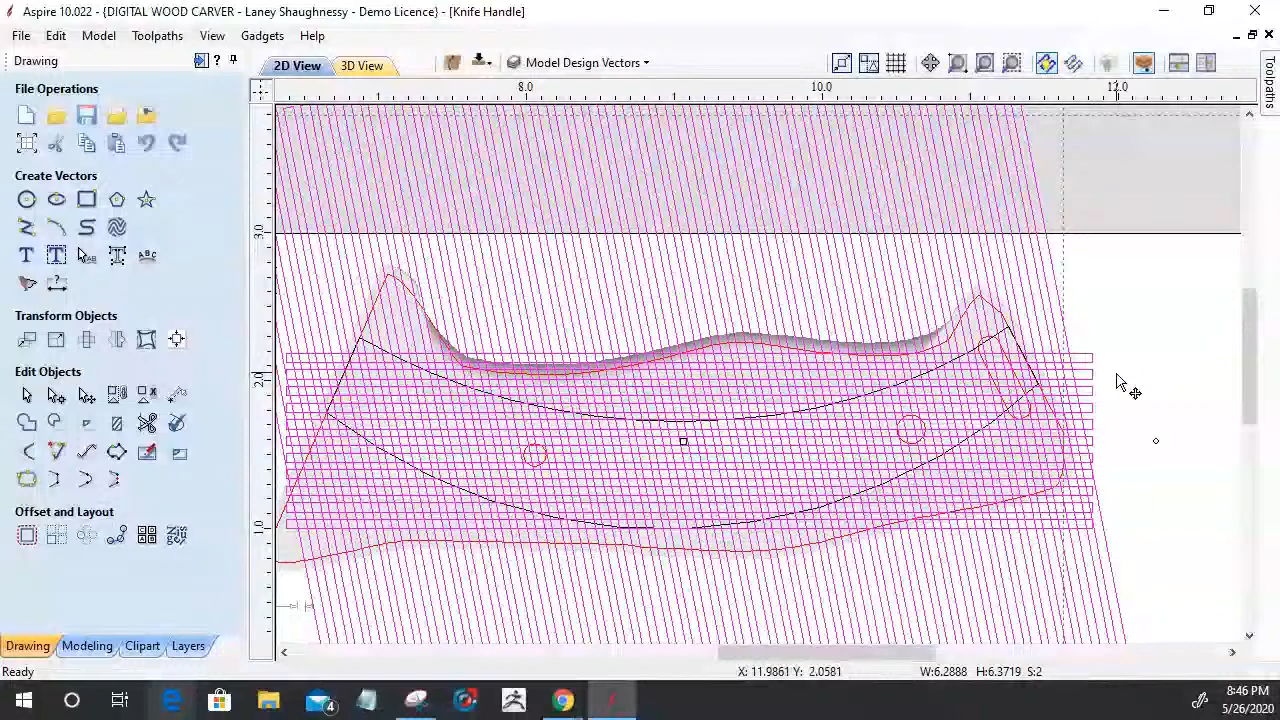 Aspire 10.022 - {DIGITAL WOOD CARVER - Laney Shaughnessy - Demo Licence} - [Knife Handle]
File Edit Model Toolpaths View Gadgets Help
Drawing
2D View 3D View Model Design Vectors
Toolpaths
File Operations
8.0 10.0 12.0
Create Vectors
3.0
Transform Objects
2.0
Edit Objects
Offset and Layout
1.0
Drawing Modeling Clipart Layers
Ready X: 11.9861 Y: 2.0581 W:6.2888 H:6.3719 S:2
4
8:46 PM
5/26/2020